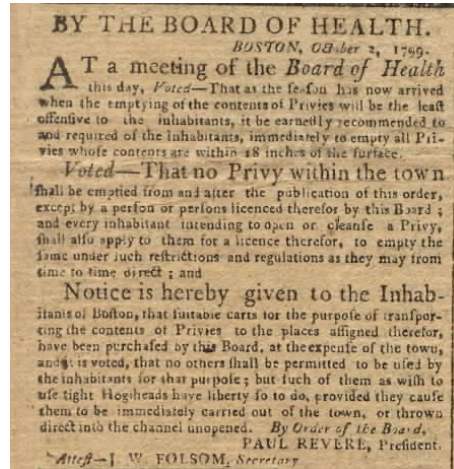 BY THE BOARD OF HEALTH.
BOSTON, October 2, 1799.
AT a meeting of the Board of Health
this day, Voted—That as the ſeaſon has now arrived
when the emptying of the contents of Privies will be the leaſt
offenſive to the inhabitants, it be earneſtly recommended to
and required of the inhabitants, immediately to empty all Pri-
vies whoſe contents are within 18 inches of the ſurface.
Voted—That no Privy within the town
ſhall be emptied from and after the publication of this order,
except by a perſon or perſons licenced therefor by this Board ;
and every inhabitant intending to open or cleanſe a Privy,
ſhall alſo apply to them for a licence therefor, to empty the
ſame under ſuch reſtrictions and regulations as they may from
time to time direct ; and
Notice is hereby given to the Inhab-
itants of Boſton, that ſuitable carts for the purpoſe of tranſpor-
ting the contents of Privies to the places aſſigned therefor,
have been purchaſed by this Board, at the expenſe of the town,
and it is voted, that no others ſhall be permitted to be uſed by
the inhabitants for that purpoſe ; but ſuch of them as wiſh to
uſe tight Hogſheads have liberty ſo to do, provided they cauſe
them to be immediately carried out of the town, or thrown
direct into the channel unopened. By Order of the Board,
PAUL REVERE, Preſident.
Atteſt—J. W. FOLSOM, Secretary